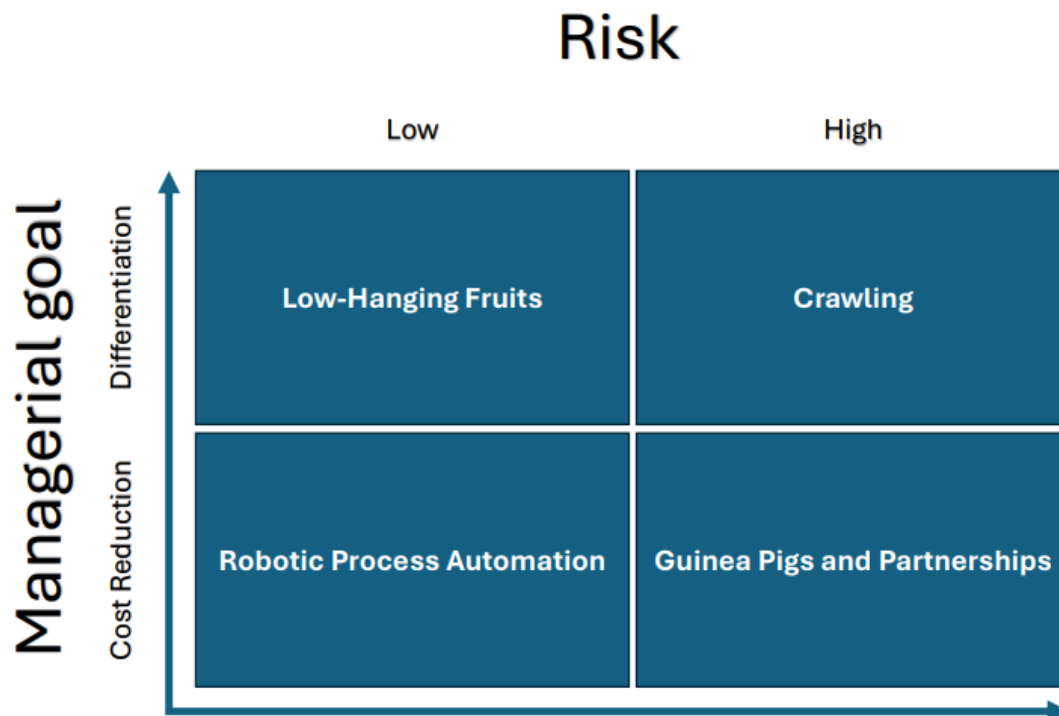 Risk
Low
High
Managerial goal
Differentiation
Low-Hanging Fruits
Crawling
Cost Reduction
Robotic Process Automation
Guinea Pigs and Partnerships